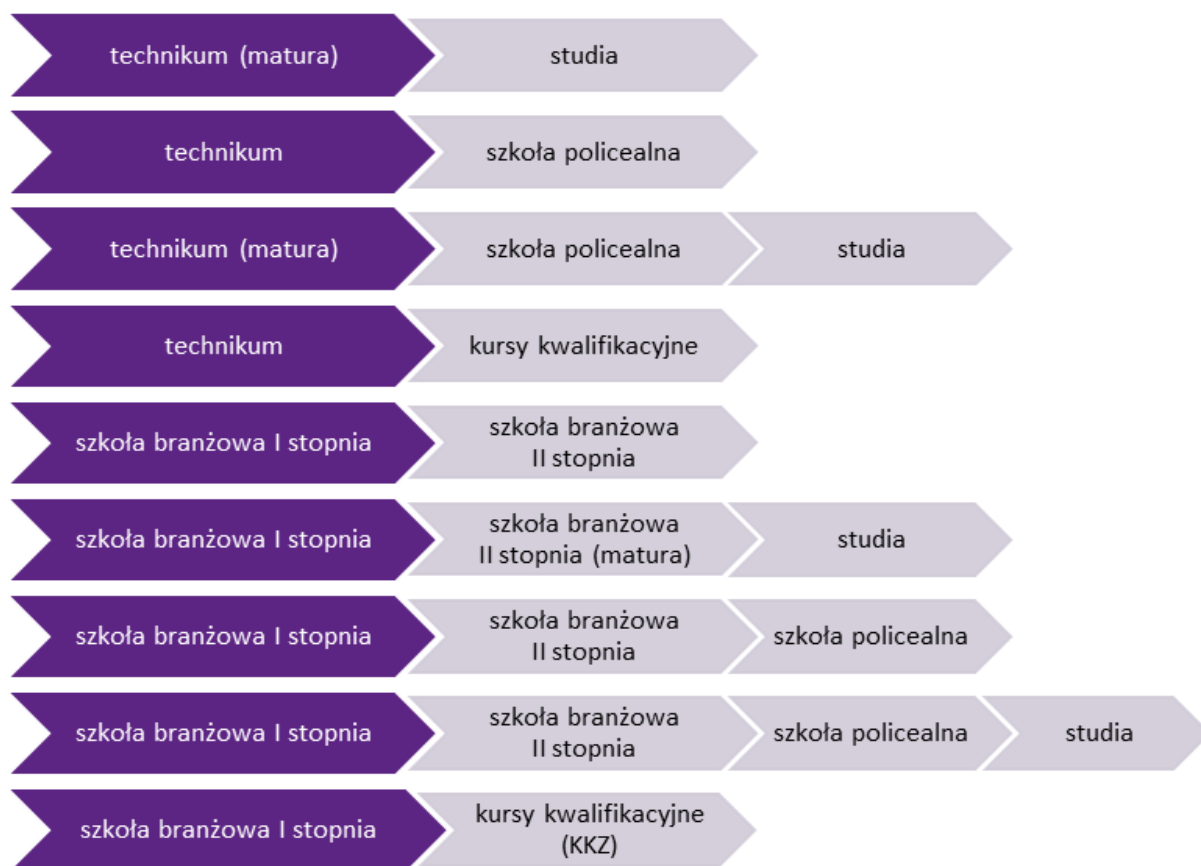 technikum (matura)
studia
technikum
szkoła policealna
technikum (matura)
szkoła policealna
studia
technikum
kursy kwalifikacyjne
szkoła branżowa I stopnia
szkoła branżowa
II stopnia
szkoła branżowa I stopnia
szkoła branżowa
II stopnia (matura)
studia
szkoła branżowa I stopnia
szkoła branżowa
II stopnia
szkoła policealna
szkoła branżowa I stopnia
szkoła branżowa
II stopnia
szkoła policealna
studia
szkoła branżowa I stopnia
kursy kwalifikacyjne
(KKZ)